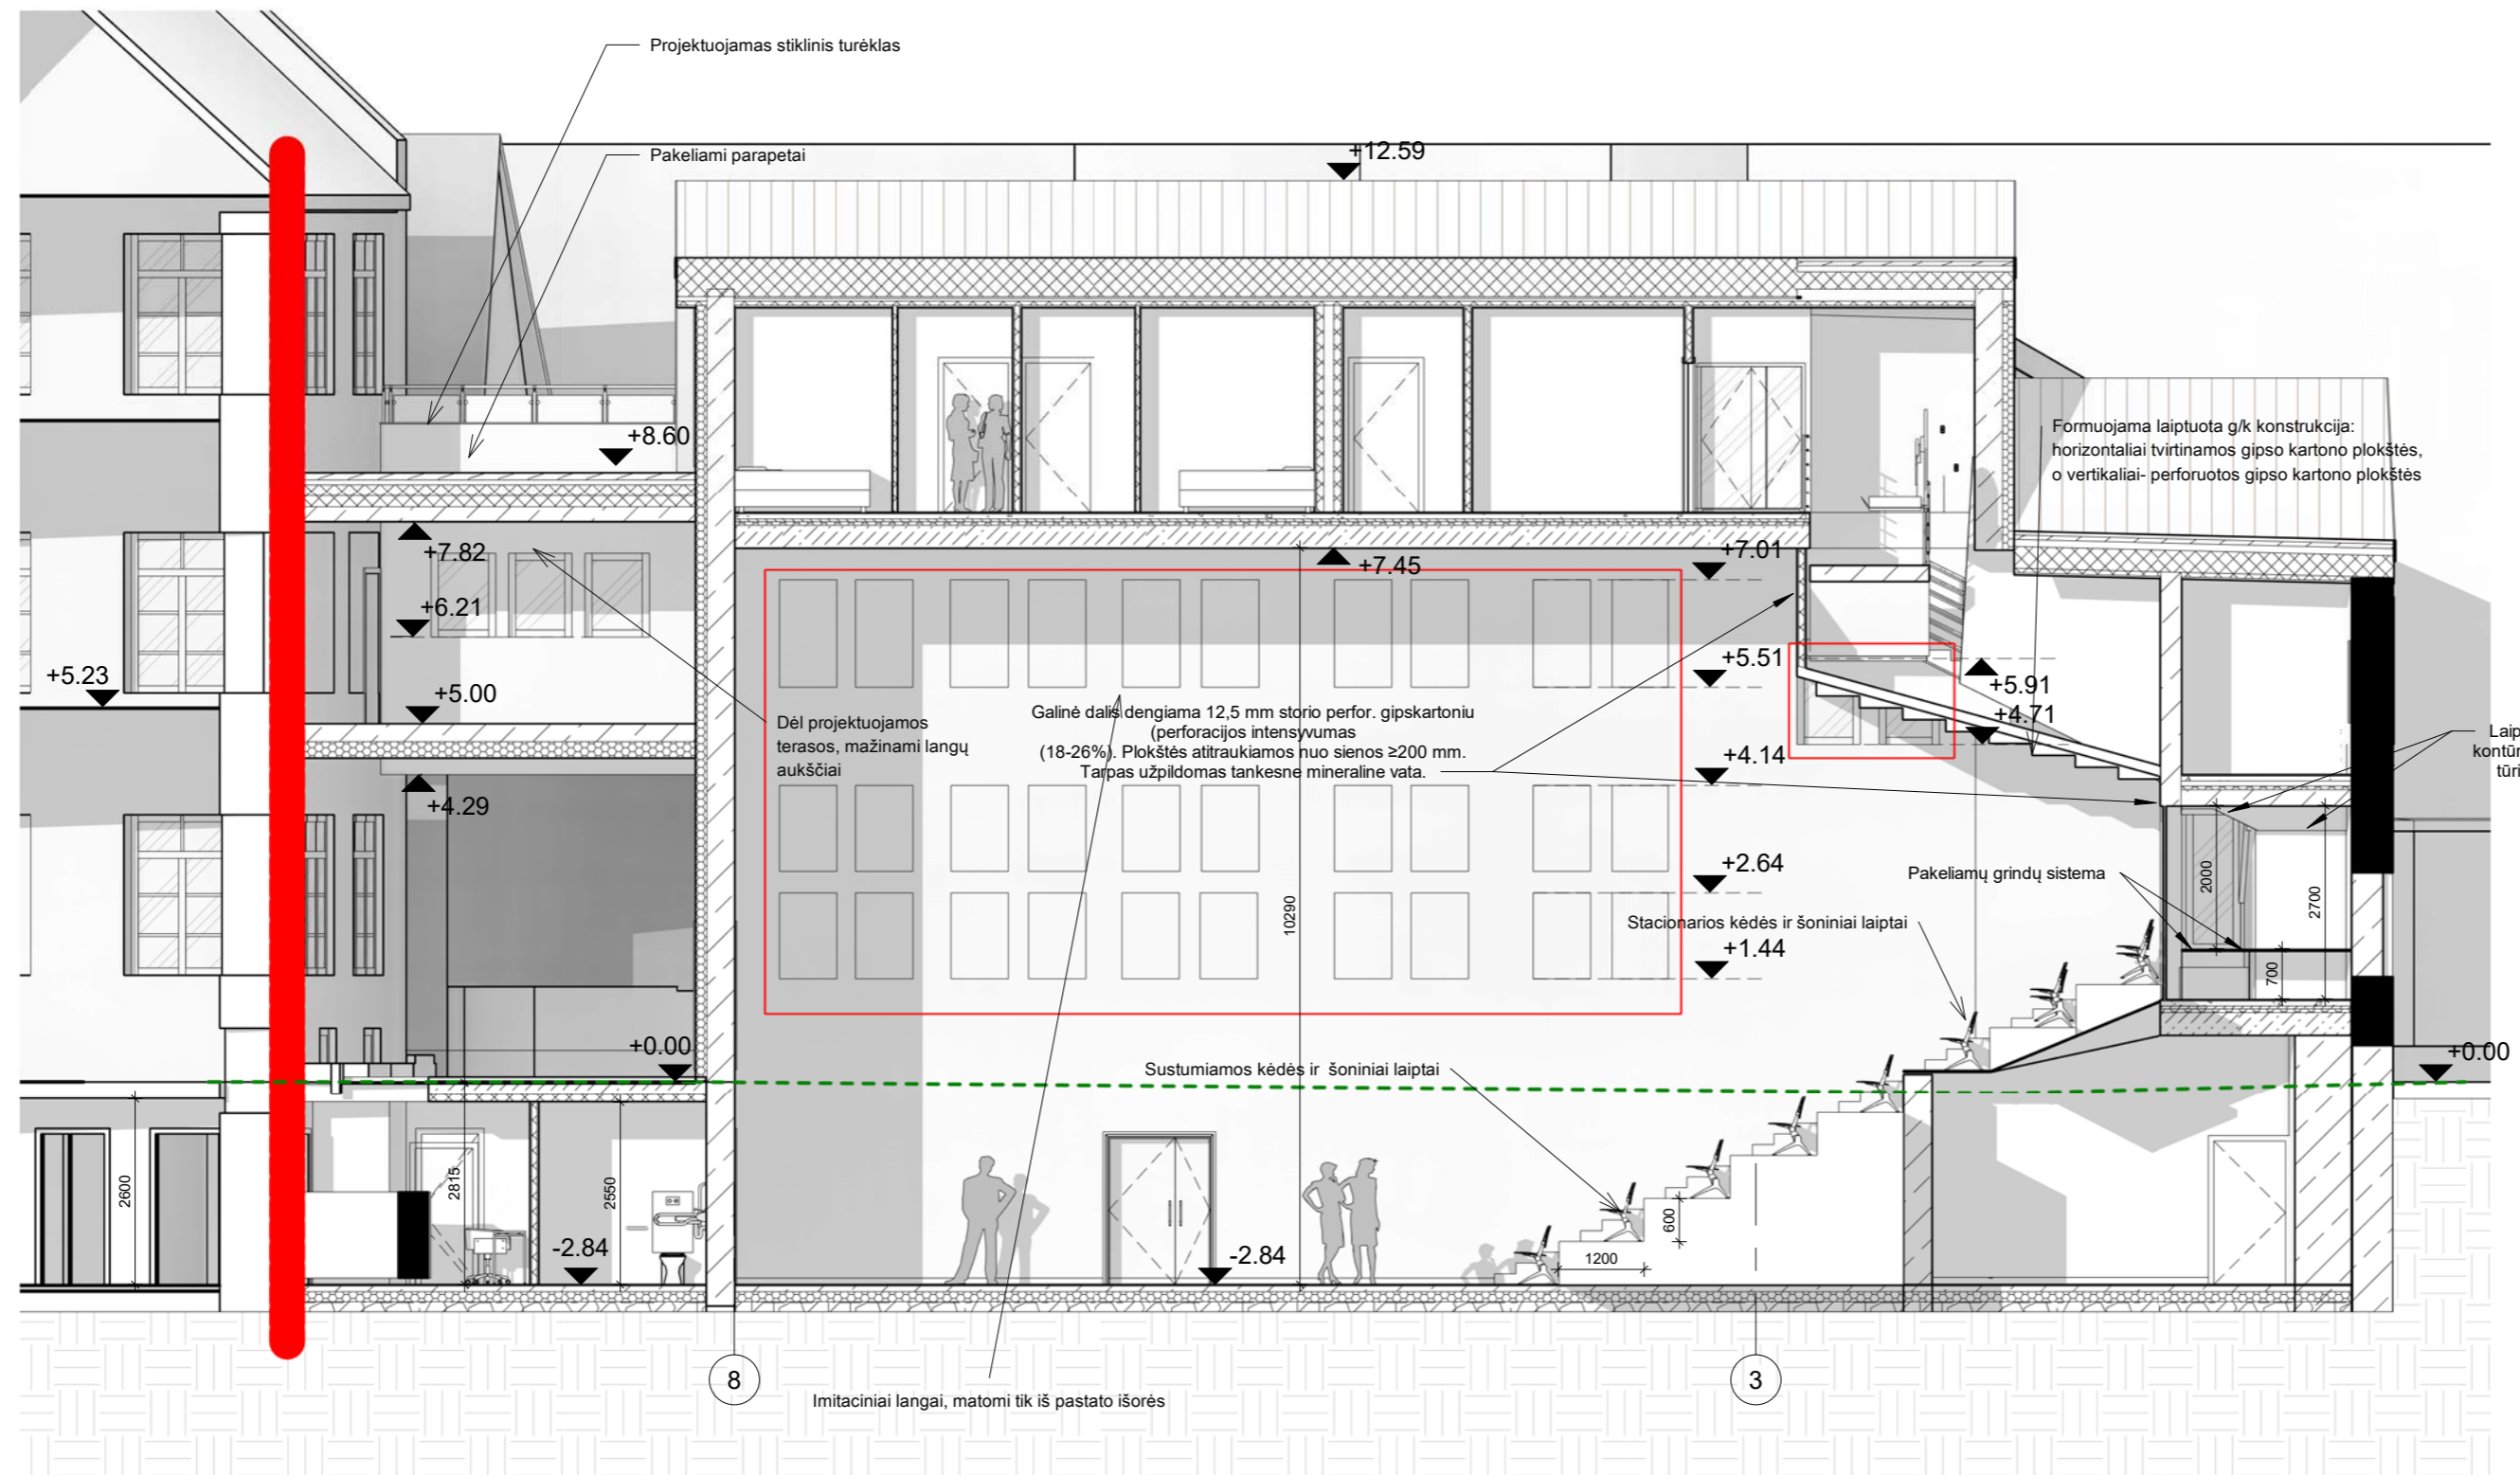 Projektuojamas stiklinis turėklas
Pakeliami parapetai
+12.59
+8.60
Formuojama laiptuota g/k konstrukcija:
horizontaliai tvirtinamos gipso kartono plokštės,
o vertikaliai- perforuotos gipso kartono plokštės
+7.82
+7.45
+7.01
+6.21
+5.23
+5.00
+5.51
+5.91
+4.71
Dėl projektuojamos
terasos, mažinami langų
aukščiai
Galinė dalis dengiama 12,5 mm storio perfor. gipskartoniu
(perforacijos intensyvumas
(18-26%). Plokštės atitraukiamos nuo sienos ≥200 mm.
Tarpas užpildomas tankesne mineraline vata.
Laip
kontūr
tūri
+4.14
+4.29
+2.64
Pakeliamų grindų sistema
2000
2700
10290
Stacionarios kėdės ir šoniniai laiptai
+1.44
700
+0.00
+0.00
Sustumiamos kėdės ir šoniniai laiptai
2600
2815
2550
600
1200
-2.84
-2.84
8
3
Imitaciniai langai, matomi tik iš pastato išorės